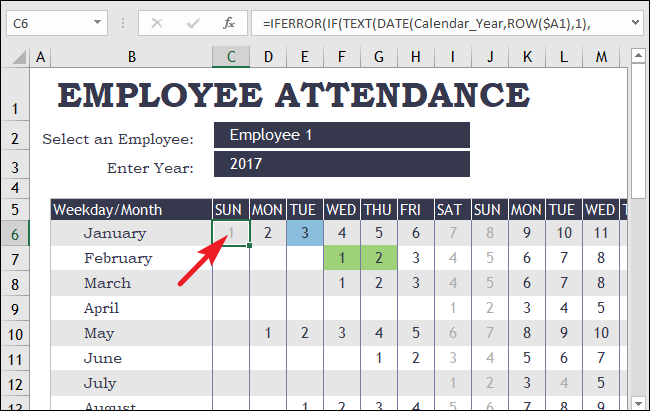 C6 =IFERROR(IF(TEXT(DATE(Calendar_Year,ROW($A1),1),
A B C D E F G H I J K L M
1 EMPLOYEE ATTENDANCE
2 Select an Employee: Employee 1
3 Enter Year: 2017
4
5 Weekday/Month SUN MON TUE WED THU FRI SAT SUN MON TUE WED T
6 January 1 2 3 4 5 6 7 8 9 10 11
7 February 1 2 3 4 5 6 7 8
8 March 1 2 3 4 5 6 7 8
9 April 1 2 3 4 5
10 May 1 2 3 4 5 6 7 8 9 10
11 June 1 2 3 4 5 6 7
12 July 1 2 3 4 5
13 August 1 2 3 4 5 6 7 8 9